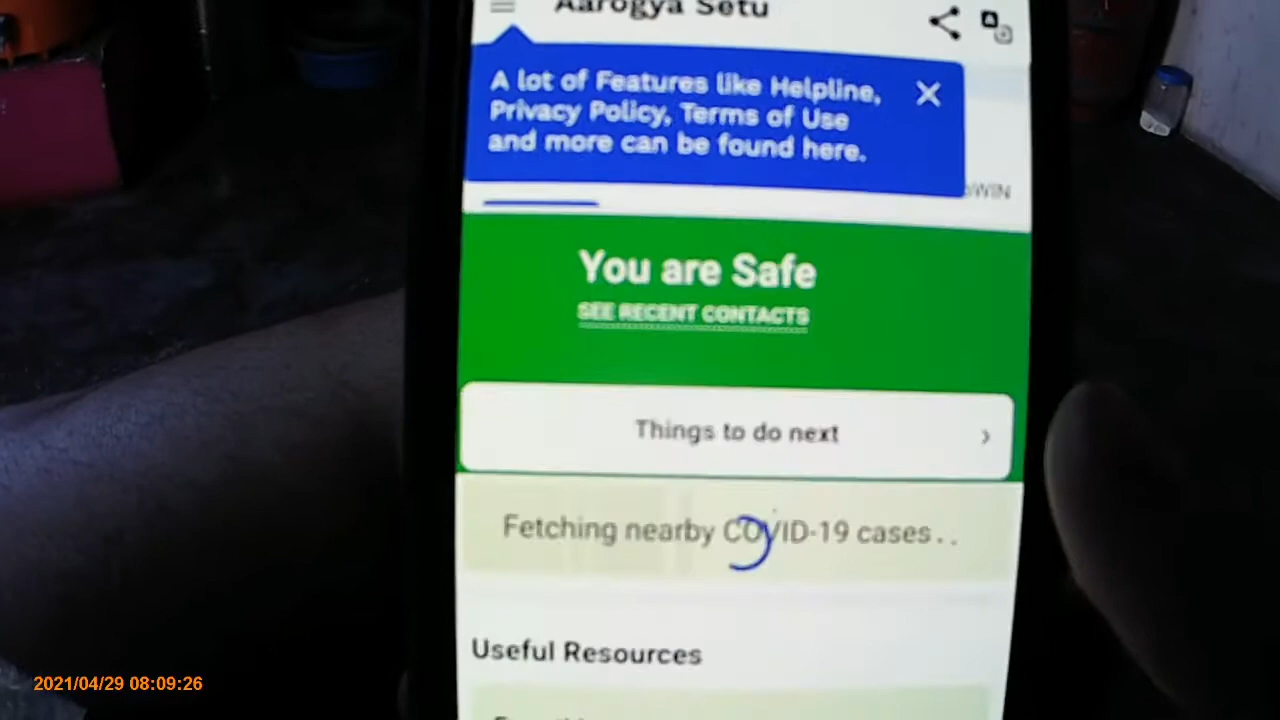 Aarogya Setu
A lot of Features like Helpline,
Privacy Policy, Terms of Use
and more can be found here.
WIN
You are Safe
SEE RECENT CONTACTS
Things to do next
Fetching nearby COVID-19 cases . .
Useful Resources
2021/04/29 08:09:26